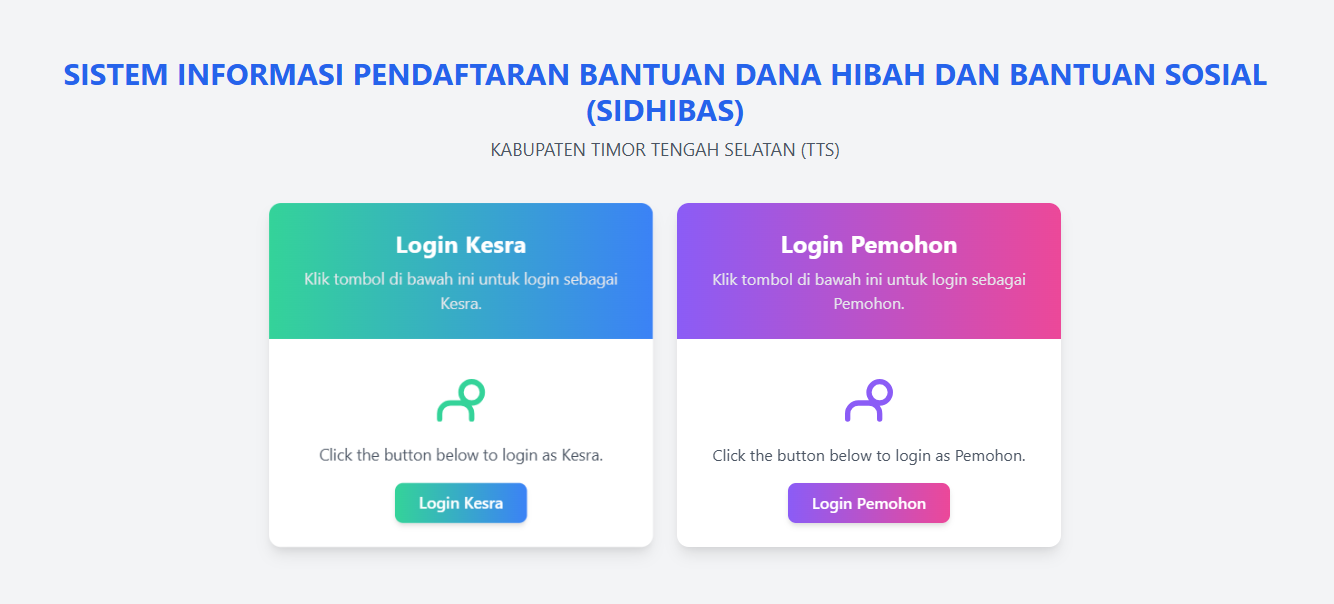 SISTEM INFORMASI PENDAFTARAN BANTUAN DANA HIBAH DAN BANTUAN SOSIAL
(SIDHIBAS)
KABUPATEN TIMOR TENGAH SELATAN (TTS)
Login Kesra
Klik tombol di bawah ini untuk login sebagai
Kesra.
Click the button below to login as Kesra.
Login Kesra
Login Pemohon
Klik tombol di bawah ini untuk login sebagai
Pemohon.
Click the button below to login as Pemohon.
Login Pemohon